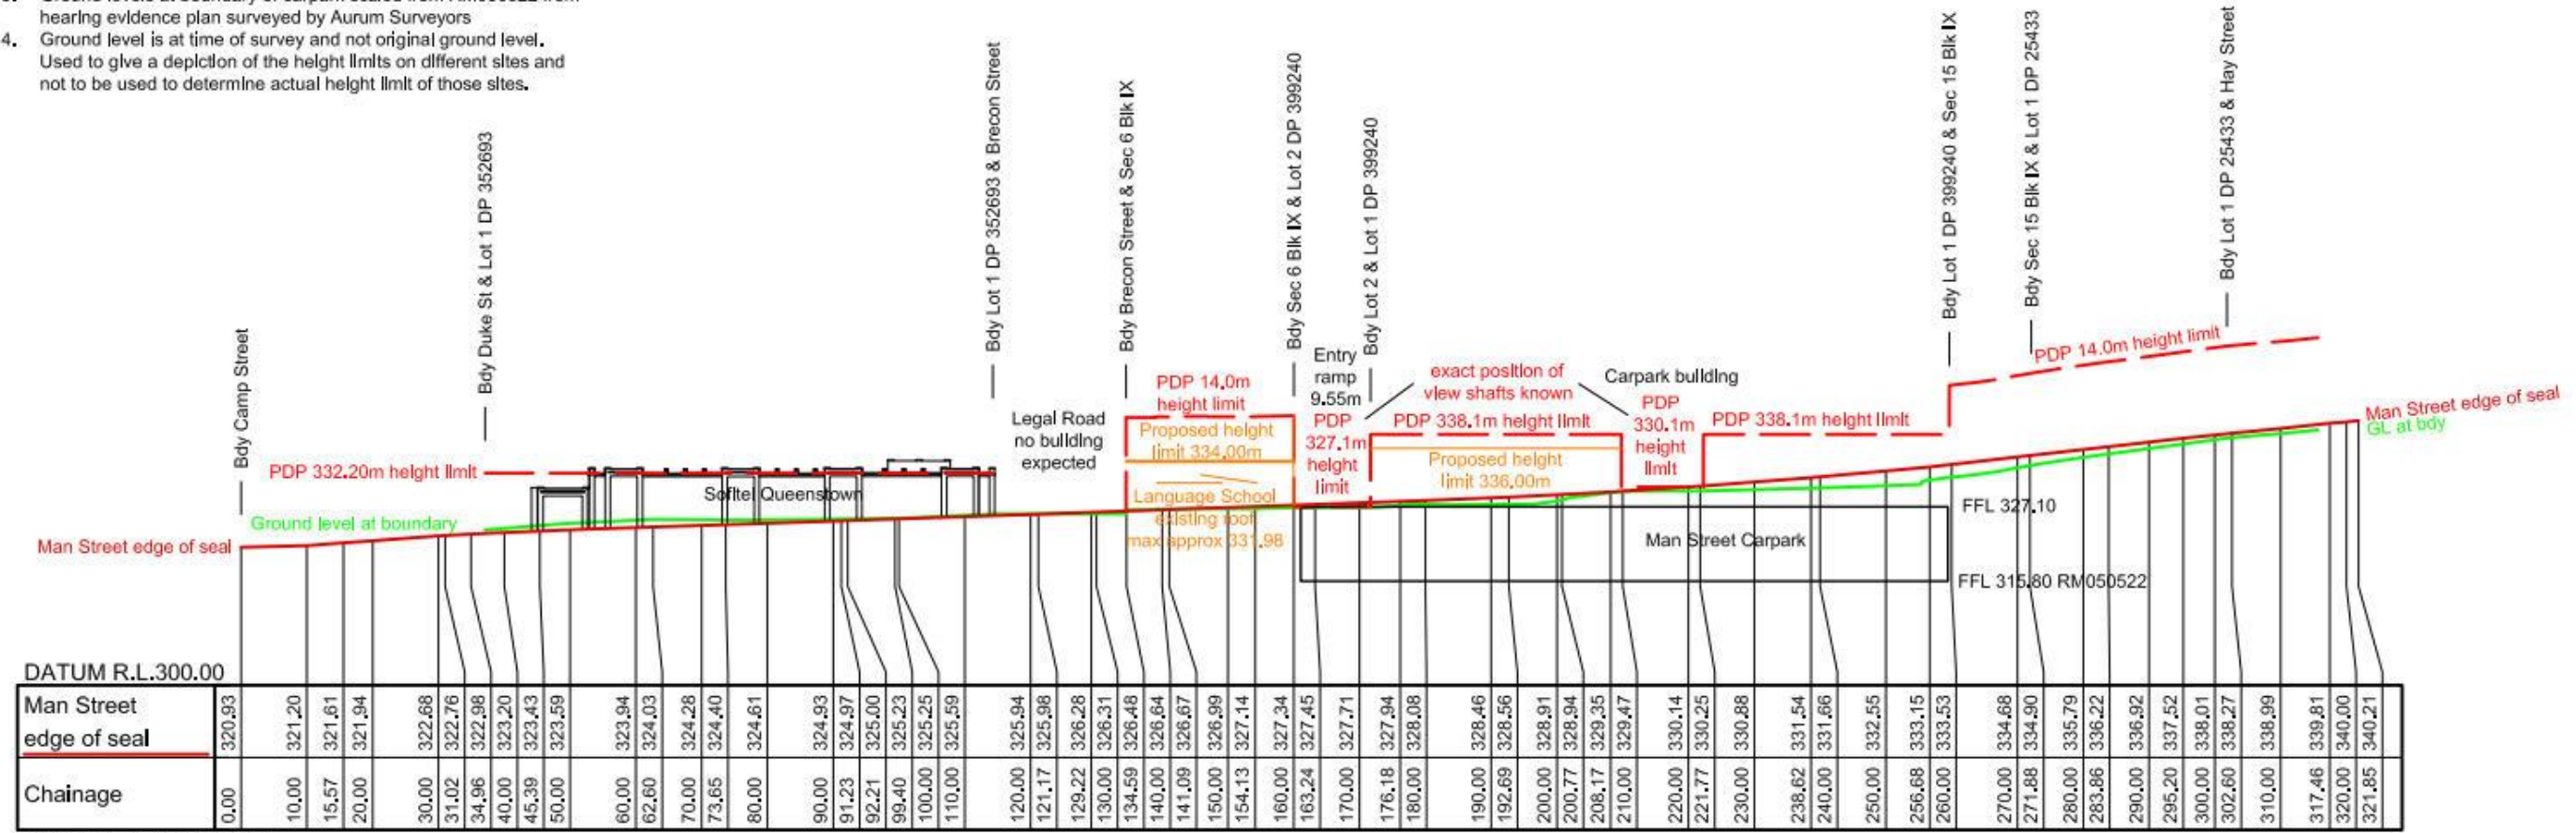 hearing evidence plan surveyed by Aurum Surveyors
4. Ground level is at time of survey and not original ground level.
Used to give a depiction of the height limits on different sites and
not to be used to determine actual height limit of those sites.
Bdy Camp Street
Bdy Duke St & Lot 1 DP 352693
Bdy Lot 1 DP 352693 & Brecon Street
Bdy Brecon Street & Sec 6 Blk IX
Bdy Sec 6 Blk IX & Lot 2 DP 399240
Bdy Lot 2 & Lot 1 DP 399240
Bdy Lot 1 DP 399240 & Sec 15 Blk IX
Bdy Sec 15 Blk IX & Lot 1 DP 25433
Bdy Lot 1 DP 25433 & Hay Street
PDP 332.20m height limit
Sofitel Queenstown
Ground level at boundary
Man Street edge of seal
Legal Road
no building
expected
PDP 14.0m
height limit
Proposed height
limit 334.00m
Language School
existing roof
max approx 331.98
Entry
ramp
9.55m
PDP
327.1m
height
limit
exact position of
view shafts known
PDP 338.1m height limit
Proposed height
limit 336.00m
Carpark building
PDP
330.1m
height
limit
PDP 338.1m height limit
PDP 14.0m height limit
Man Street edge of seal
GL at bdy
FFL 327.10
Man Street Carpark
FFL 315.80 RM050522
DATUM R.L.300.00
Man Street
edge of seal
320.93 321.20 321.61 321.94 322.68 322.76 322.98 323.20 323.43 323.59 323.94 324.03 324.28 324.40 324.61 324.93 324.97 325.00 325.23 325.25 325.59 325.94 325.98 326.28 326.31 326.48 326.64 326.67 326.99 327.14 327.34 327.45 327.71 327.94 328.08 328.46 328.56 328.91 328.94 329.35 329.47 330.14 330.25 330.88 331.54 331.66 332.55 333.15 333.53 334.68 334.90 335.79 336.22 336.92 337.52 338.01 338.27 338.99 339.81 340.00 340.21
Chainage
0.00 10.00 15.57 20.00 30.00 31.02 34.96 40.00 45.39 50.00 60.00 62.60 70.00 73.65 80.00 90.00 91.23 92.21 99.40 100.00 110.00 120.00 121.17 129.22 130.00 134.59 140.00 141.09 150.00 154.13 160.00 163.24 170.00 176.18 180.00 190.00 192.69 200.00 200.77 208.17 210.00 220.00 221.77 230.00 238.62 240.00 250.00 256.68 260.00 270.00 271.88 280.00 283.86 290.00 295.20 300.00 302.60 310.00 317.46 320.00 321.85